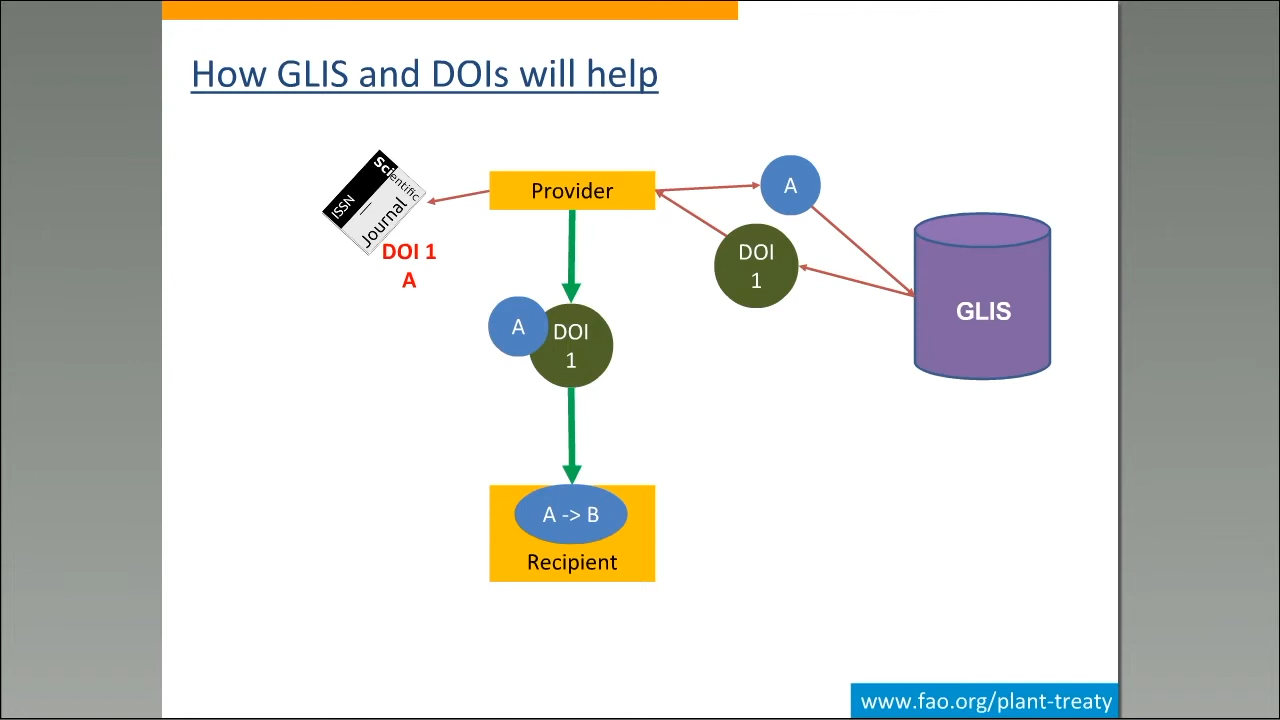 How GLIS and DOIs will help
Scientific
ISSN
Journal
DOI 1
A
Provider
A
DOI
1
GLIS
A
DOI
1
A -> B
Recipient
www.fao.org/plant-treaty